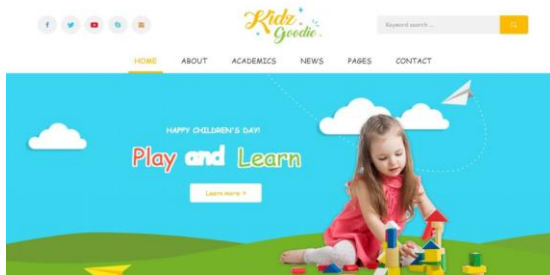 Kidz
Goodie
Keyword search ...
HOME ABOUT ACADEMICS NEWS PAGES CONTACT
HAPPY CHILDREN'S DAY!
Play and Learn
Learn more >